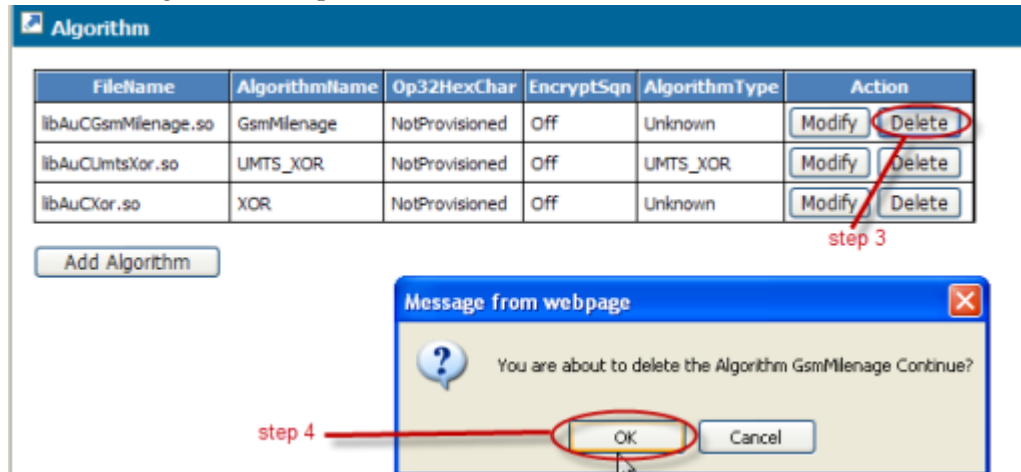 Algorithm
FileName AlgorithmName Op32HexChar EncryptSqn AlgorithmType Action
libAuCGsmMilenage.so GsmMilenage NotProvisioned Off Unknown Modify Delete
libAuCUmtsXor.so UMTS_XOR NotProvisioned Off UMTS_XOR Modify Delete
libAuCXor.so XOR NotProvisioned Off Unknown Modify Delete
step 3
Add Algorithm
Message from webpage
You are about to delete the Algorithm GsmMilenage Continue?
step 4
OK Cancel